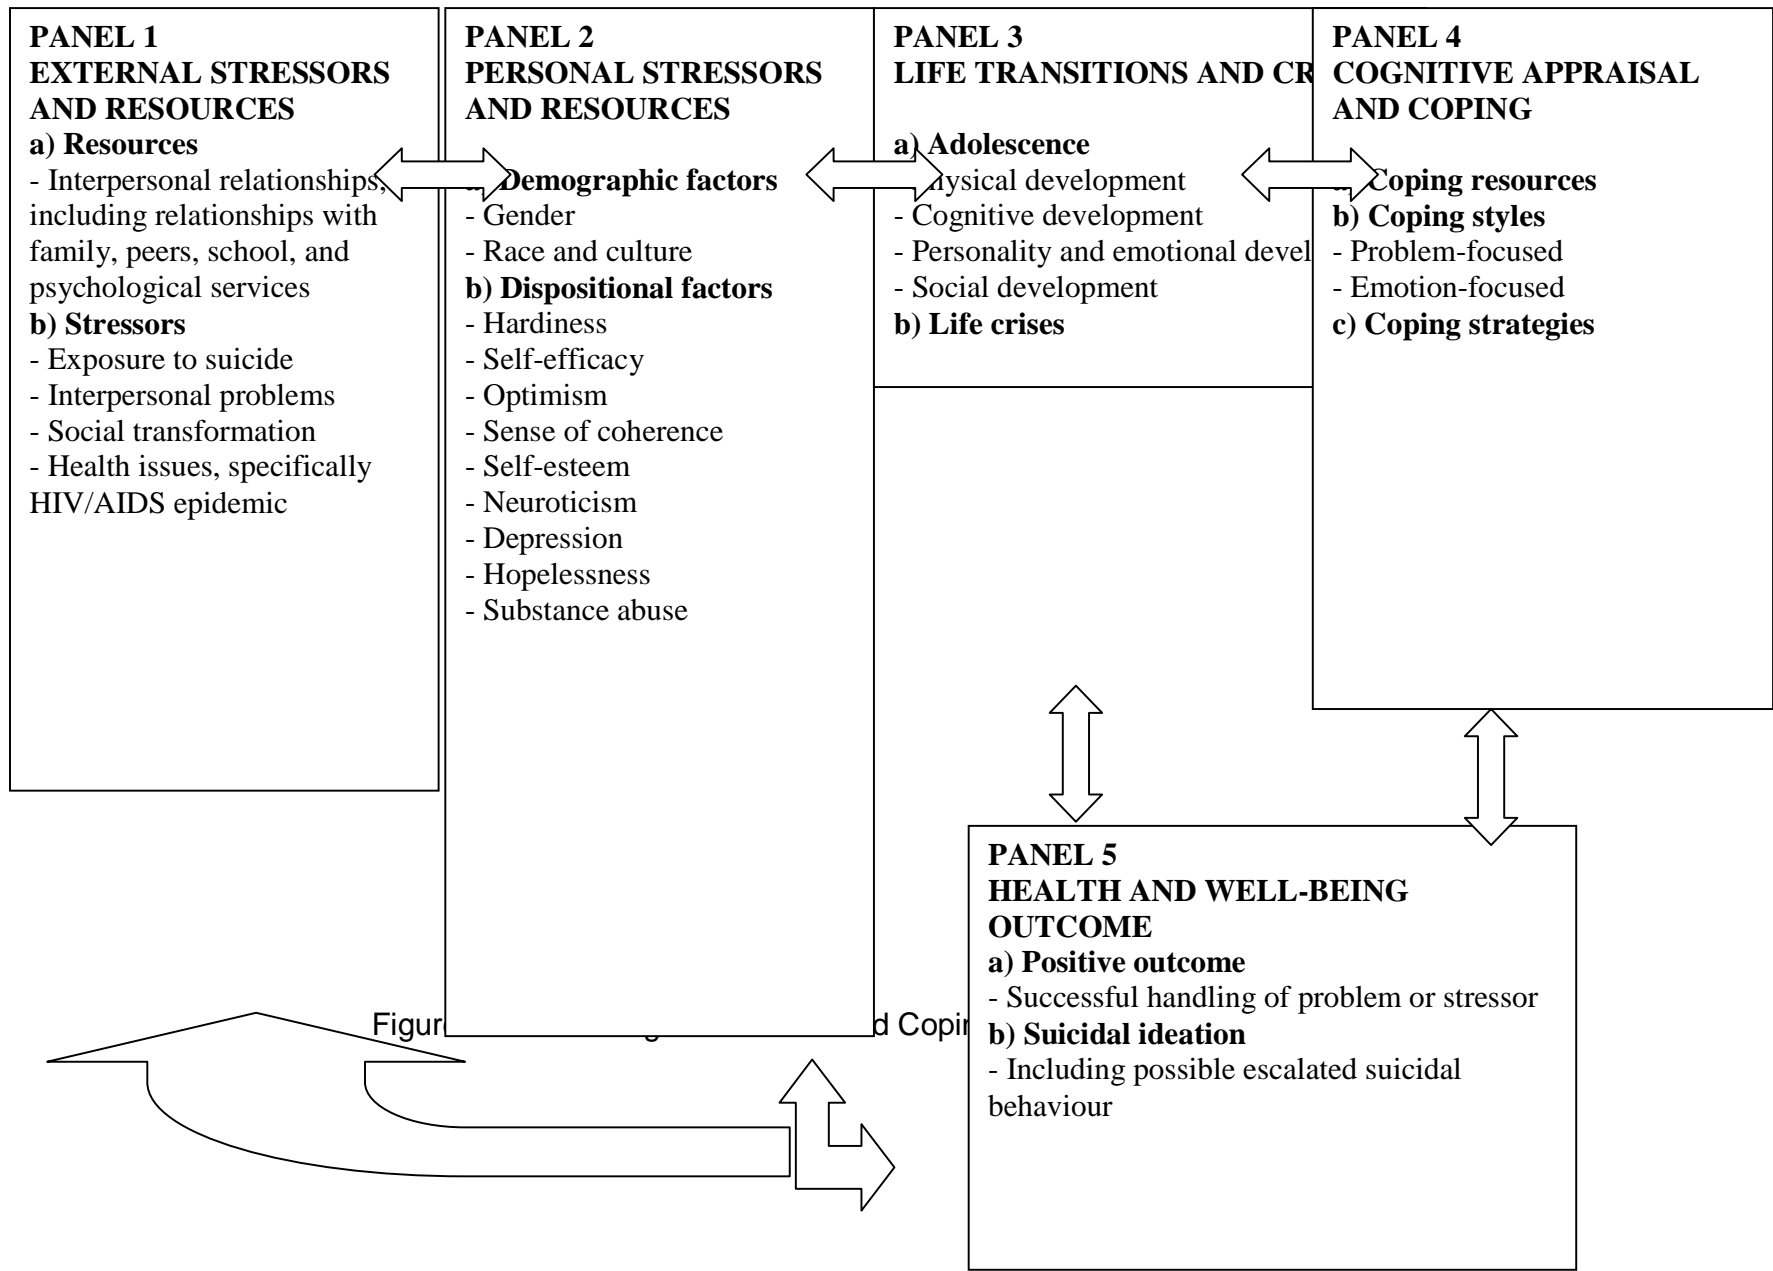 PANEL 1
EXTERNAL STRESSORS
AND RESOURCES
a) Resources
- Interpersonal relationships,
including relationships with
family, peers, school, and
psychological services
b) Stressors
- Exposure to suicide
- Interpersonal problems
- Social transformation
- Health issues, specifically
HIV/AIDS epidemic
PANEL 2
PERSONAL STRESSORS
AND RESOURCES
Demographic factors
- Gender
- Race and culture
b) Dispositional factors
- Hardiness
- Self-efficacy
- Optimism
- Sense of coherence
- Self-esteem
- Neuroticism
- Depression
- Hopelessness
- Substance abuse
PANEL 3
LIFE TRANSITIONS AND CR
a) Adolescence
hysical development
- Cognitive development
- Personality and emotional devel
- Social development
b) Life crises
PANEL 4
COGNITIVE APPRAISAL
AND COPING
Coping resources
b) Coping styles
- Problem-focused
- Emotion-focused
c) Coping strategies
PANEL 5
HEALTH AND WELL-BEING
OUTCOME
a) Positive outcome
- Successful handling of problem or stressor
b) Suicidal ideation
- Including possible escalated suicidal
behaviour
Figur d Copin